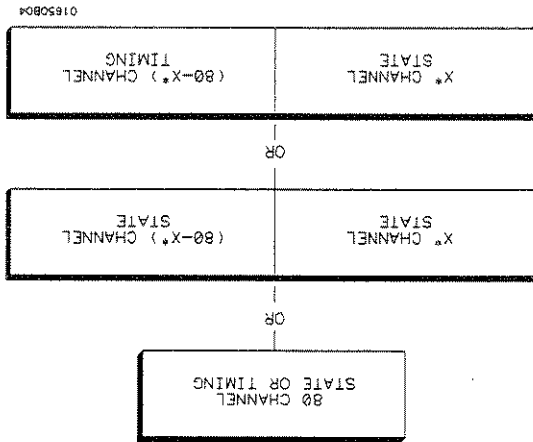 80 CHANNEL
STATE OR TIMING
OR
X* CHANNEL
STATE
(80-X*) CHANNEL
STATE
OR
X* CHANNEL
STATE
(80-X*) CHANNEL
TIMING
01650B04